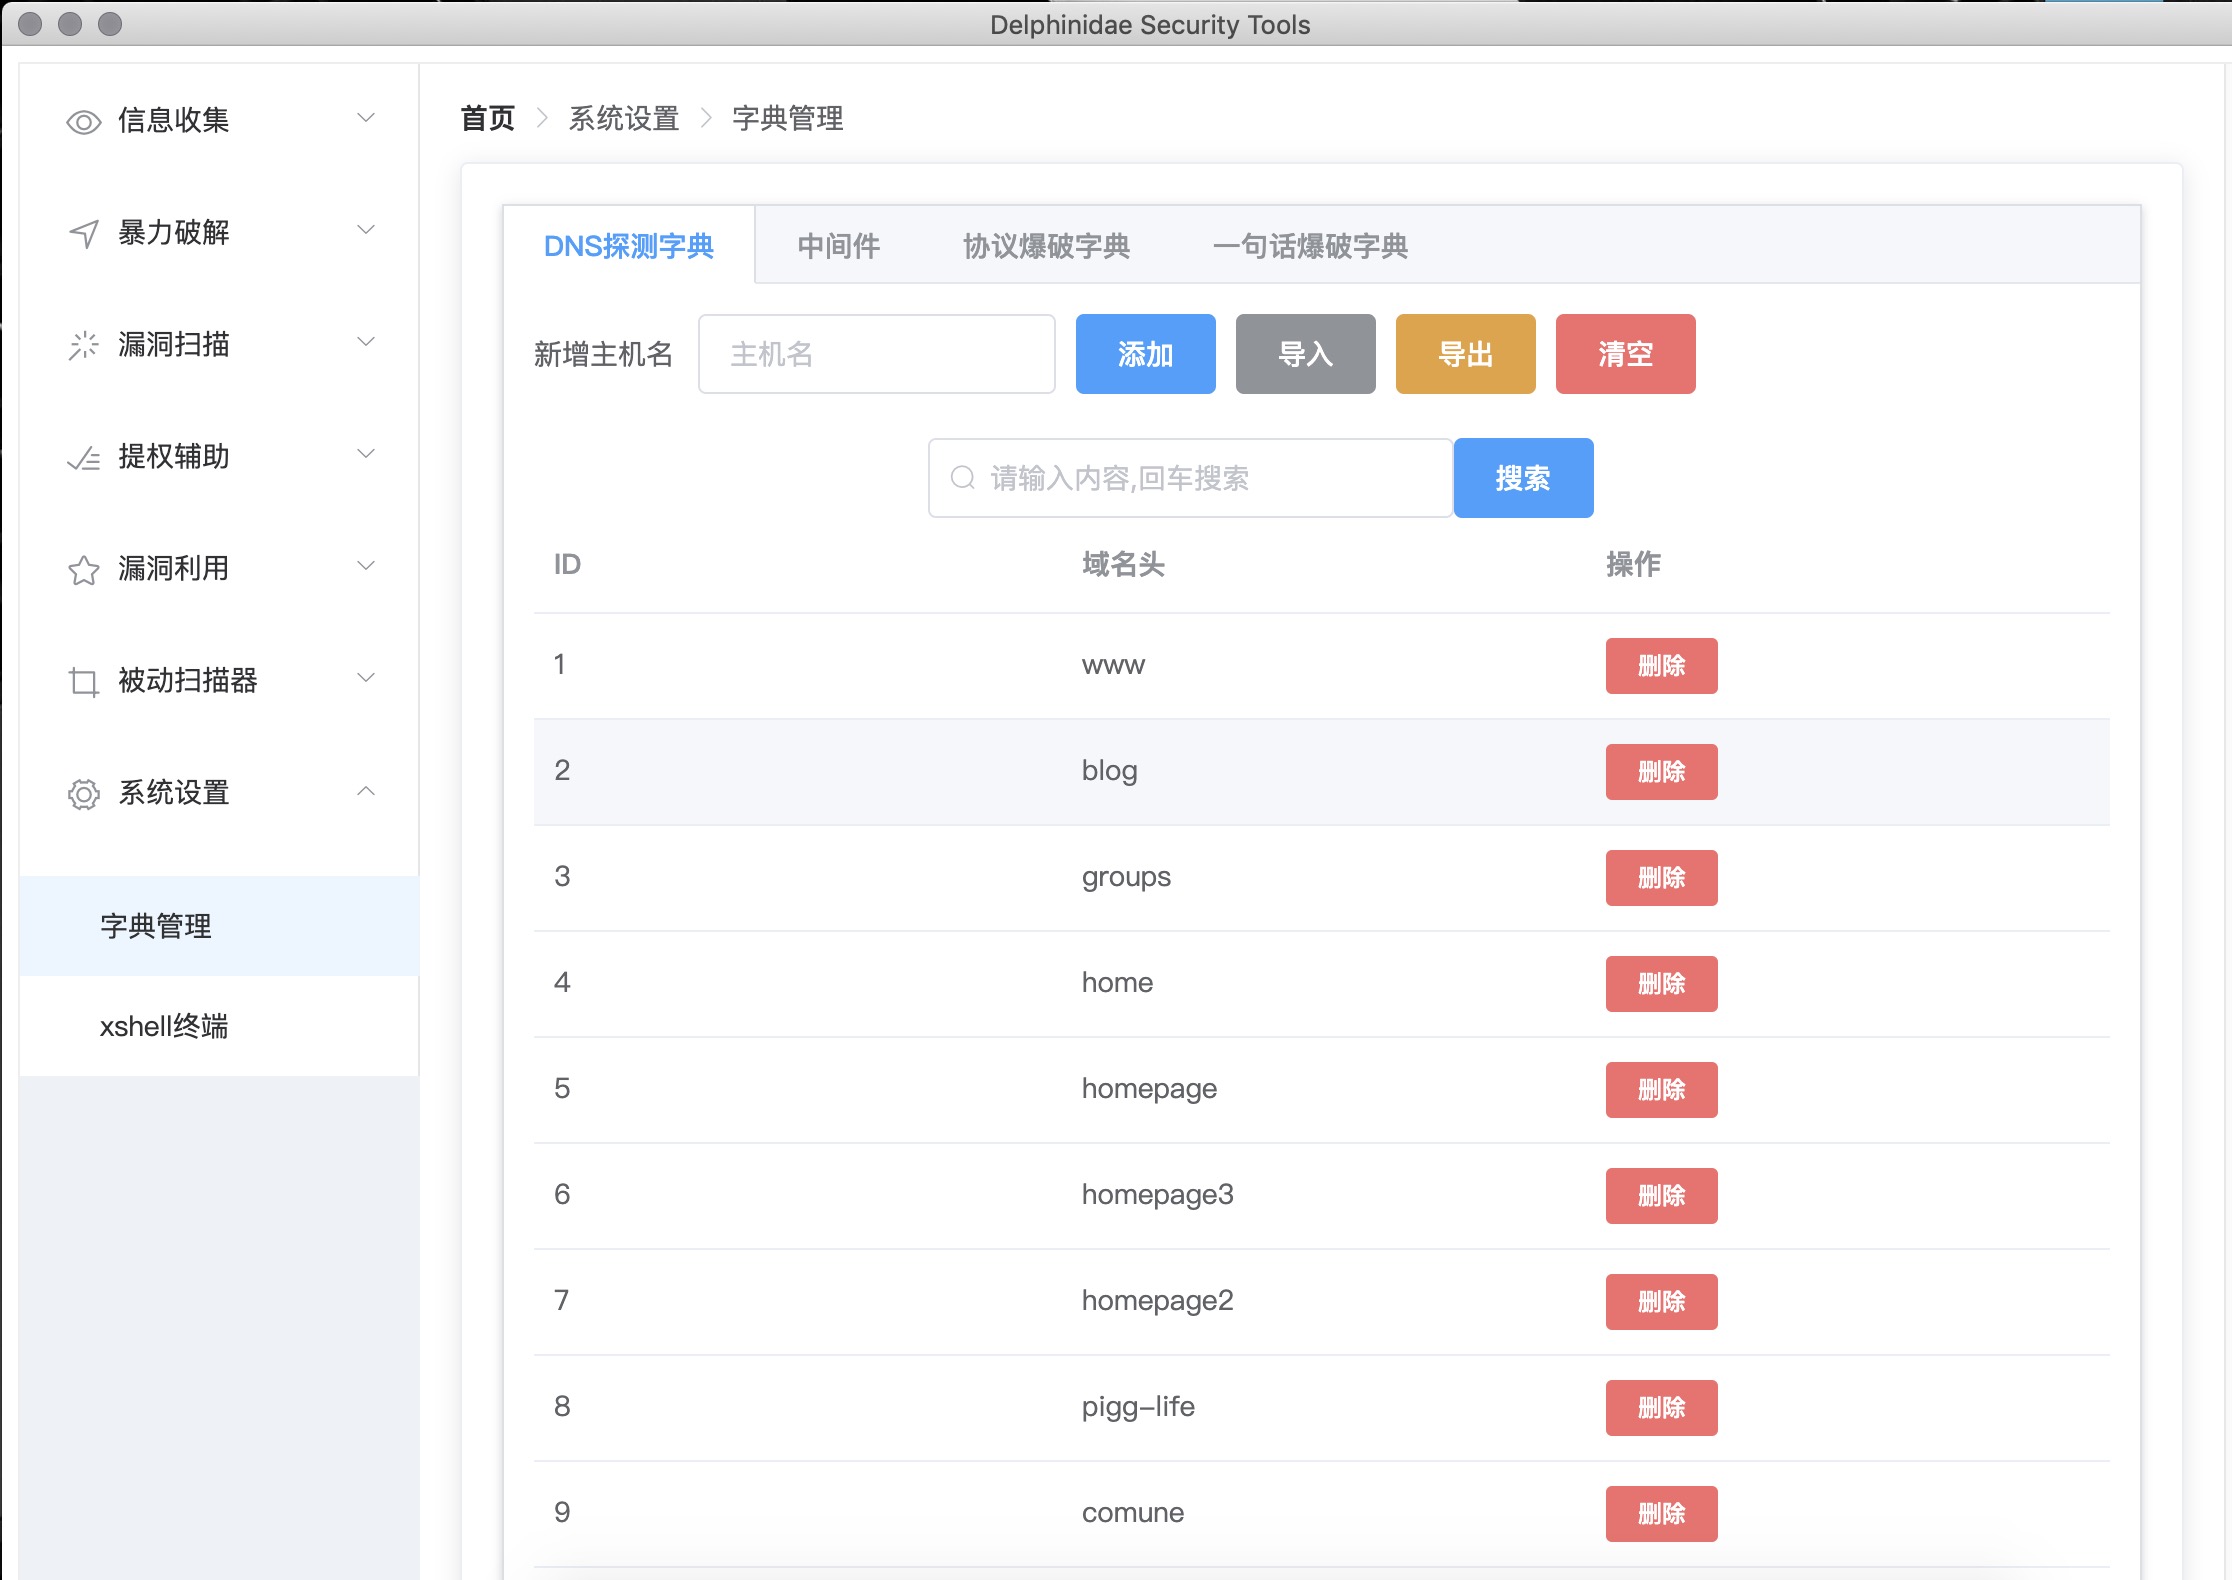 Delphinidae Security Tools
信息收集
暴力破解
漏洞扫描
提权辅助
漏洞利用
被动扫描器
系统设置
字典管理
xshell终端
首页 系统设置 字典管理
DNS探测字典 中间件 协议爆破字典 一句话爆破字典
新增主机名 主机名 添加 导入 导出 清空
请输入内容,回车搜索 搜索
ID 域名头 操作
1 www 删除
2 blog 删除
3 groups 删除
4 home 删除
5 homepage 删除
6 homepage3 删除
7 homepage2 删除
8 pigg-life 删除
9 comune 删除